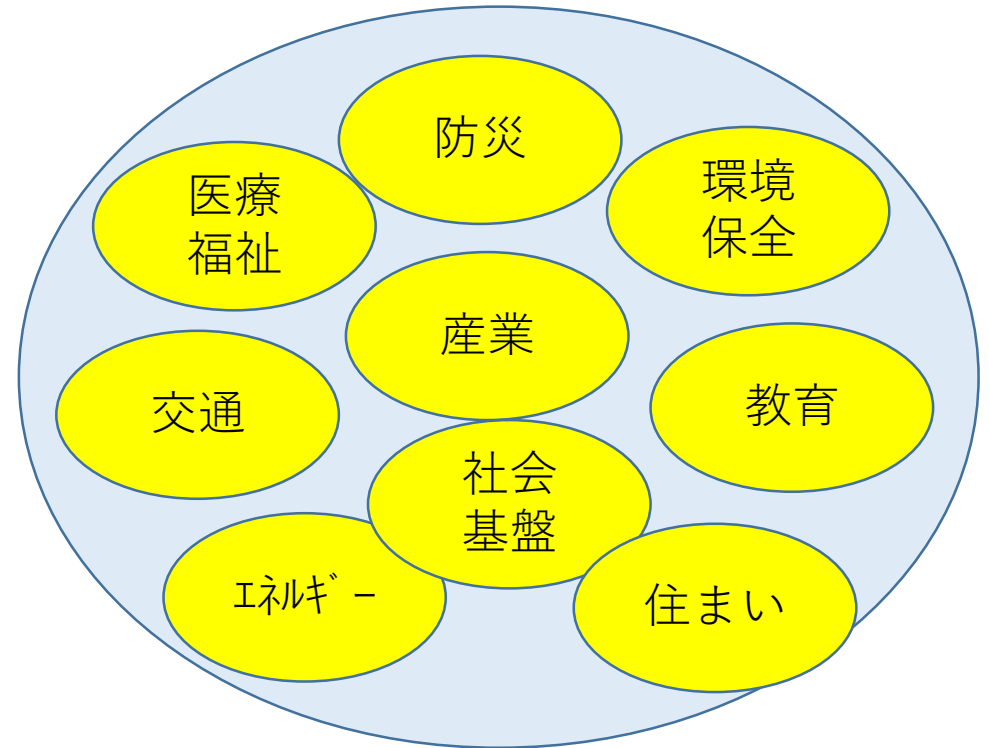 防災
医療
福祉
環境
保全
産業
交通
教育
社会
基盤
ｴﾈﾙｷﾞｰ
住まい